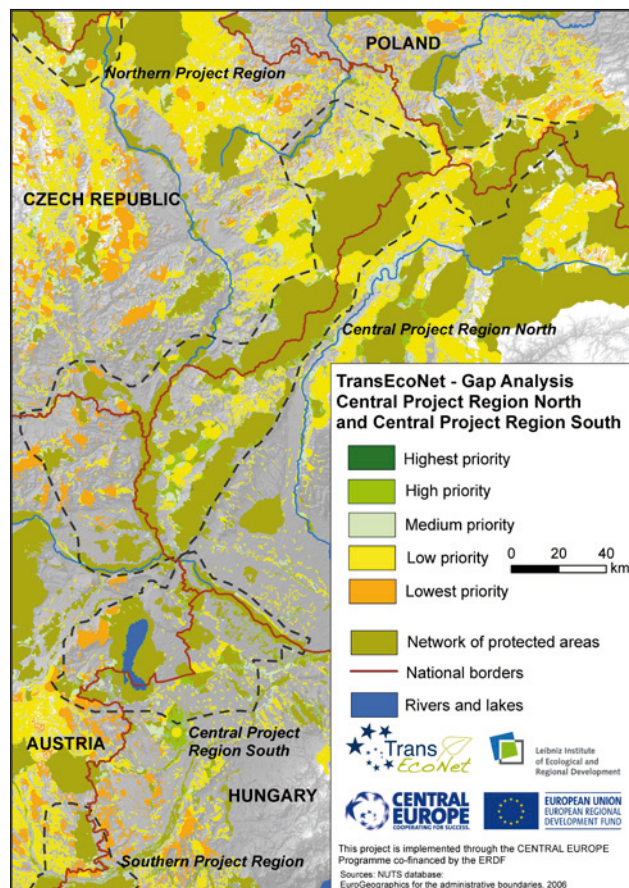 POLAND
Northern Project Region
CZECH REPUBLIC
Central Project Region North
TransEcoNet - Gap Analysis
Central Project Region North
and Central Project Region South
Highest priority
High priority
Medium priority
Low priority
Lowest priority
0 20 40
km
Network of protected areas
National borders
Rivers and lakes
Central Project
Region South
AUSTRIA
HUNGARY
Southern Project Region
Trans
EcoNet
Leibniz Institute
of Ecological and
Regional Development
CENTRAL
EUROPE
COOPERATING FOR SUCCESS.
EUROPEAN UNION
EUROPEAN REGIONAL
DEVELOPMENT FUND
This project is implemented through the CENTRAL EUROPE
Programme co-financed by the ERDF
Sources: NUTS database:
EuroGeographics for the administrative boundaries, 2006